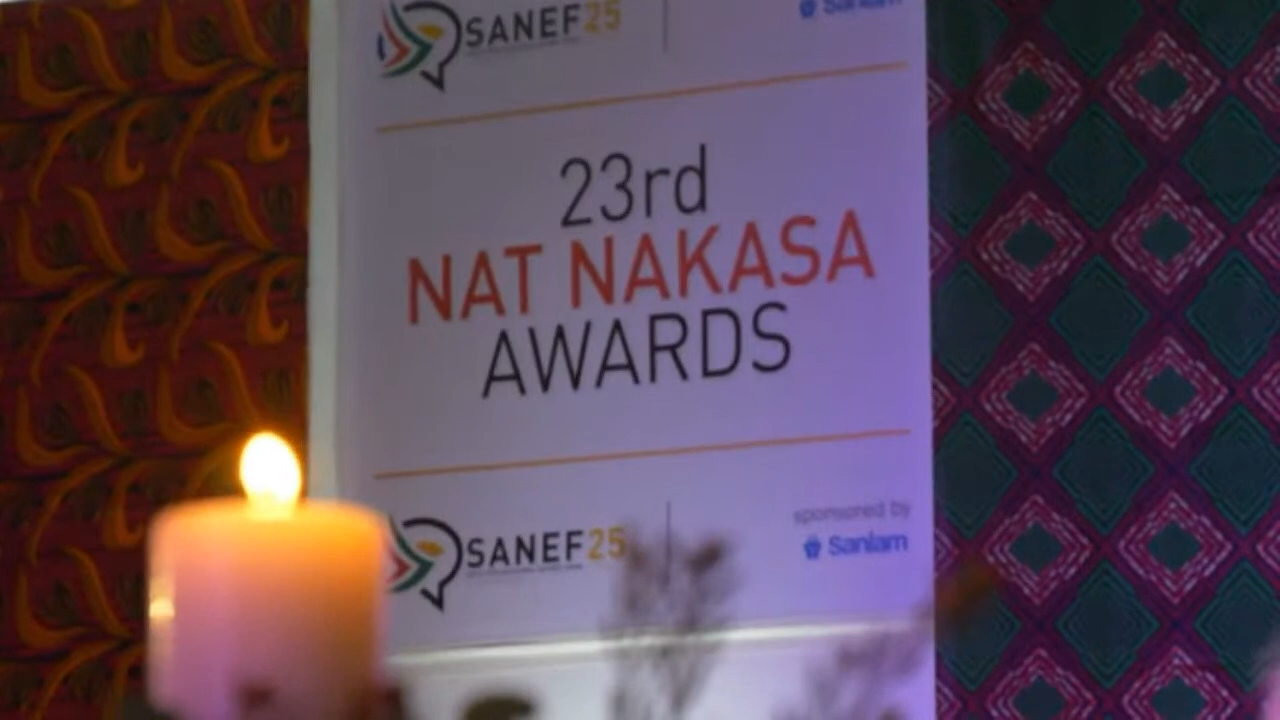 SANEF25
Sanlam
23rd
NAT NAKASA
AWARDS
SANEF25
sponsored by
Sanlam